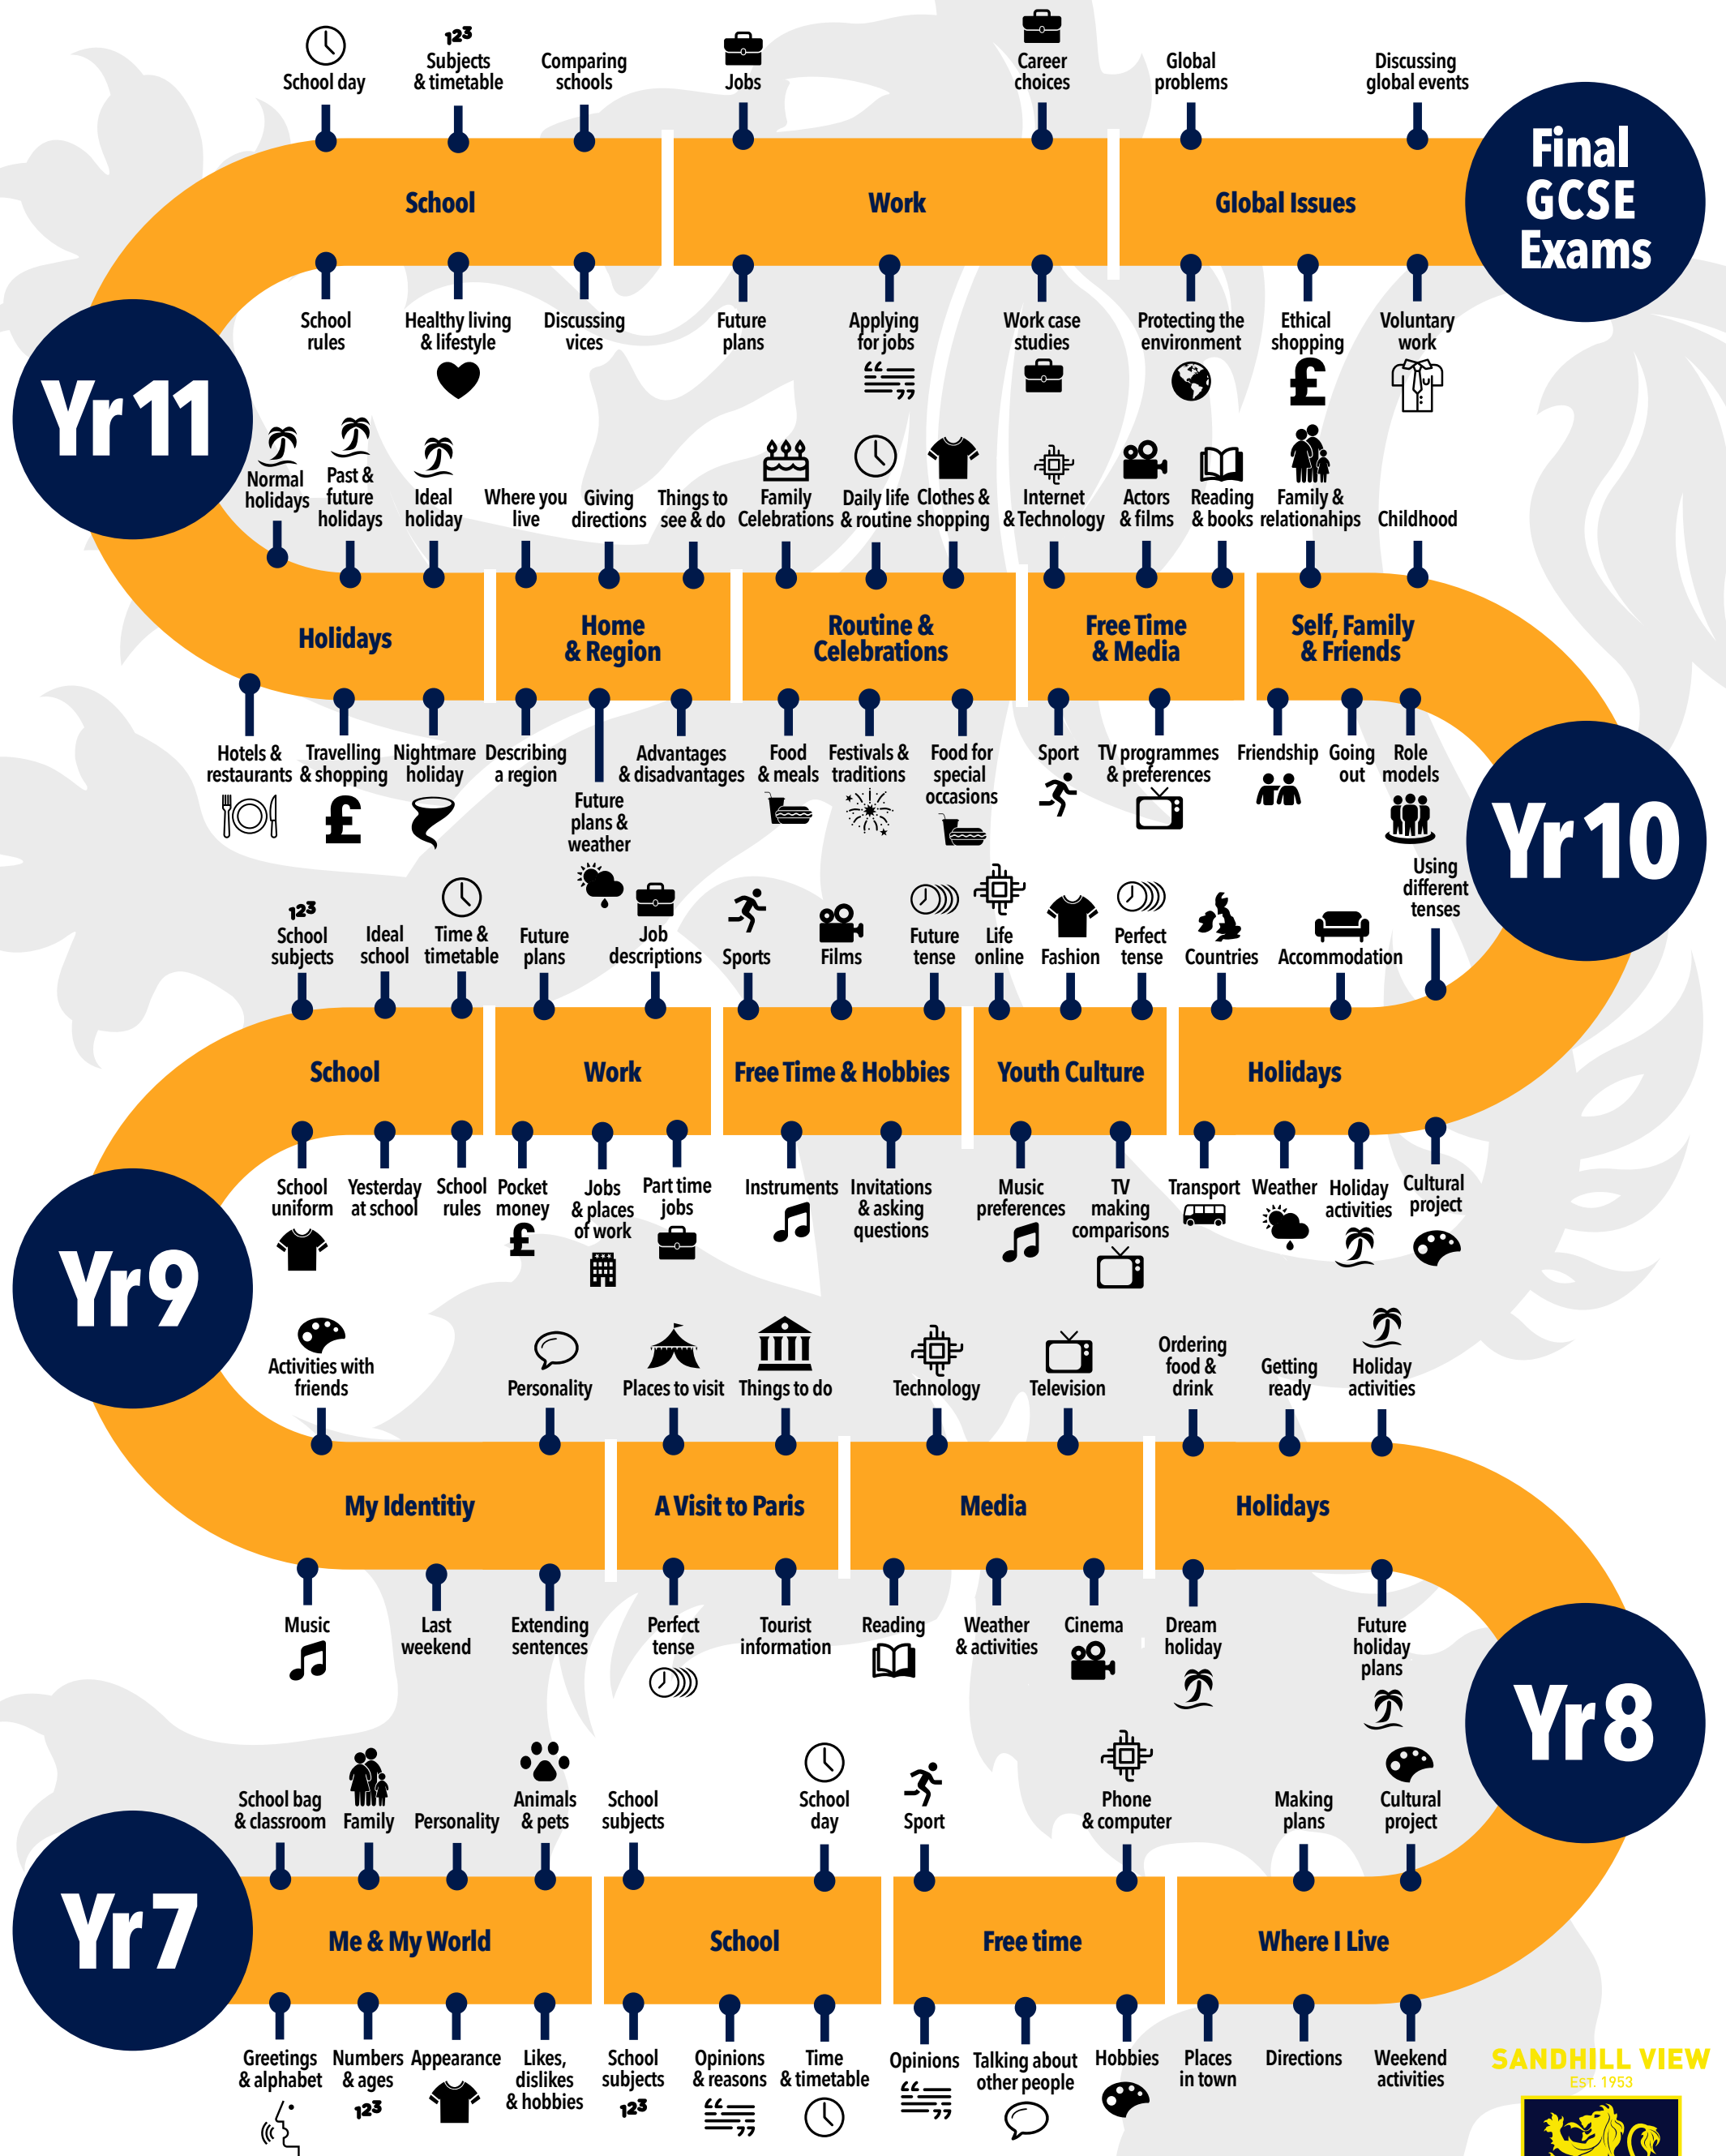 School day
123
Subjects
& timetable
Comparing
schools
Jobs
Career
choices
Global
problems
Discussing
global events
Final
GCSE
Exams
School
Work
Global Issues
School
rules
Healthy living
& lifestyle
Discussing
vices
Future
plans
Applying
for jobs
Work case
studies
Protecting the
environment
Ethical
shopping
£
Voluntary
work
Yr 11
Normal
holidays
Past &
future
holidays
Ideal
holiday
Where you
live
Giving
directions
Things to
see & do
Family
Celebrations
Daily life
& routine
Clothes &
shopping
Internet
& Technology
Actors
& films
Reading
& books
Family &
relationahips
Childhood
Holidays
Home
& Region
Routine &
Celebrations
Free Time
& Media
Self, Family
& Friends
Hotels &
restaurants
Travelling
& shopping
£
Nightmare
holiday
Describing
a region
Future
plans &
weather
Advantages
& disadvantages
Food
& meals
Festivals &
traditions
Food for
special
occasions
Sport
TV programmes
& preferences
Friendship
Going
out
Role
models
Yr 10
123
School
subjects
Ideal
school
Time &
timetable
Future
plans
Job
descriptions
Sports
Films
Future
tense
Life
online
Fashion
Perfect
tense
Countries
Accommodation
Using
different
tenses
School
Work
Free Time & Hobbies
Youth Culture
Holidays
School
uniform
Yesterday
at school
School
rules
Pocket
money
£
Jobs
& places
of work
Part time
jobs
Instruments
Invitations
& asking
questions
Music
preferences
TV
making
comparisons
Transport
Weather
Holiday
activities
Cultural
project
Yr 9
Activities with
friends
Personality
Places to visit
Things to do
Technology
Television
Ordering
food &
drink
Getting
ready
Holiday
activities
My Identitiy
A Visit to Paris
Media
Holidays
Music
Last
weekend
Extending
sentences
Perfect
tense
Tourist
information
Reading
Weather
& activities
Cinema
Dream
holiday
Future
holiday
plans
Yr 8
School bag
& classroom
Family
Personality
Animals
& pets
School
subjects
School
day
Sport
Phone
& computer
Making
plans
Cultural
project
Yr 7
Me & My World
School
Free time
Where I Live
Greetings
& alphabet
Numbers
& ages
123
Appearance
Likes,
dislikes
& hobbies
School
subjects
123
Opinions
& reasons
Time
& timetable
Opinions
Talking about
other people
Hobbies
Places
in town
Directions
Weekend
activities
SANDHILL VIEW
EST. 1953